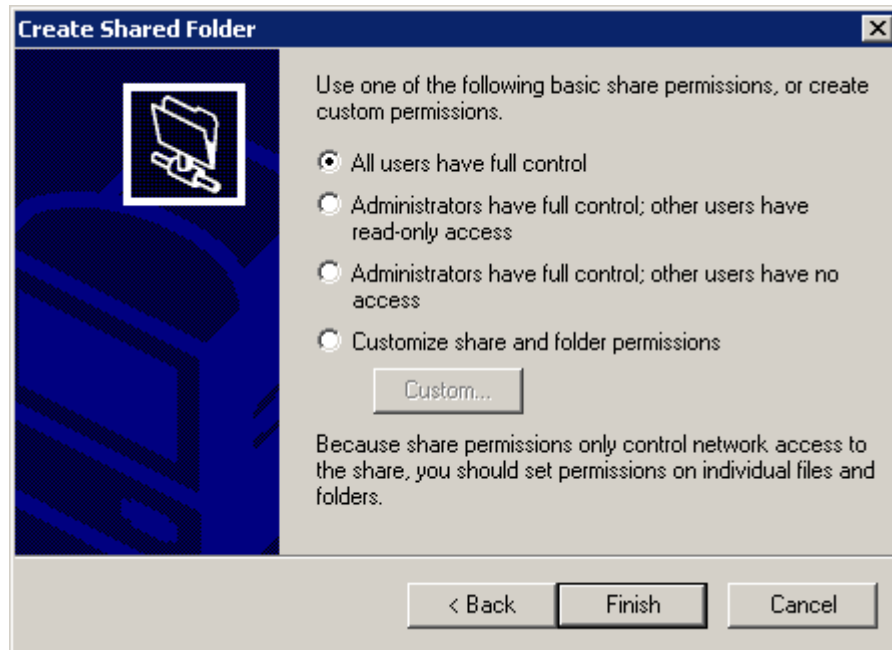 Create Shared Folder
Use one of the following basic share permissions, or create
custom permissions.
All users have full control
Administrators have full control; other users have
read-only access
Administrators have full control; other users have no
access
Customize share and folder permissions
Custom...
Because share permissions only control network access to
the share, you should set permissions on individual files and
folders.
< Back
Finish
Cancel